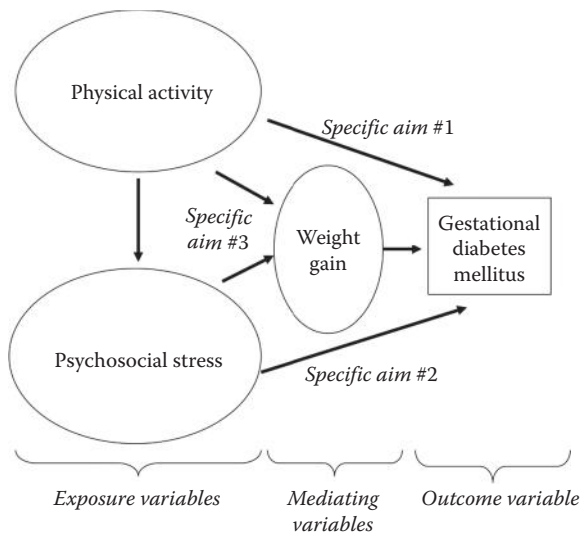 Physical activity
Specific aim #1
Specific
aim #3
Weight
gain
Gestational
diabetes
mellitus
Psychosocial stress
Specific aim #2
Exposure variables
Mediating
variables
Outcome variable